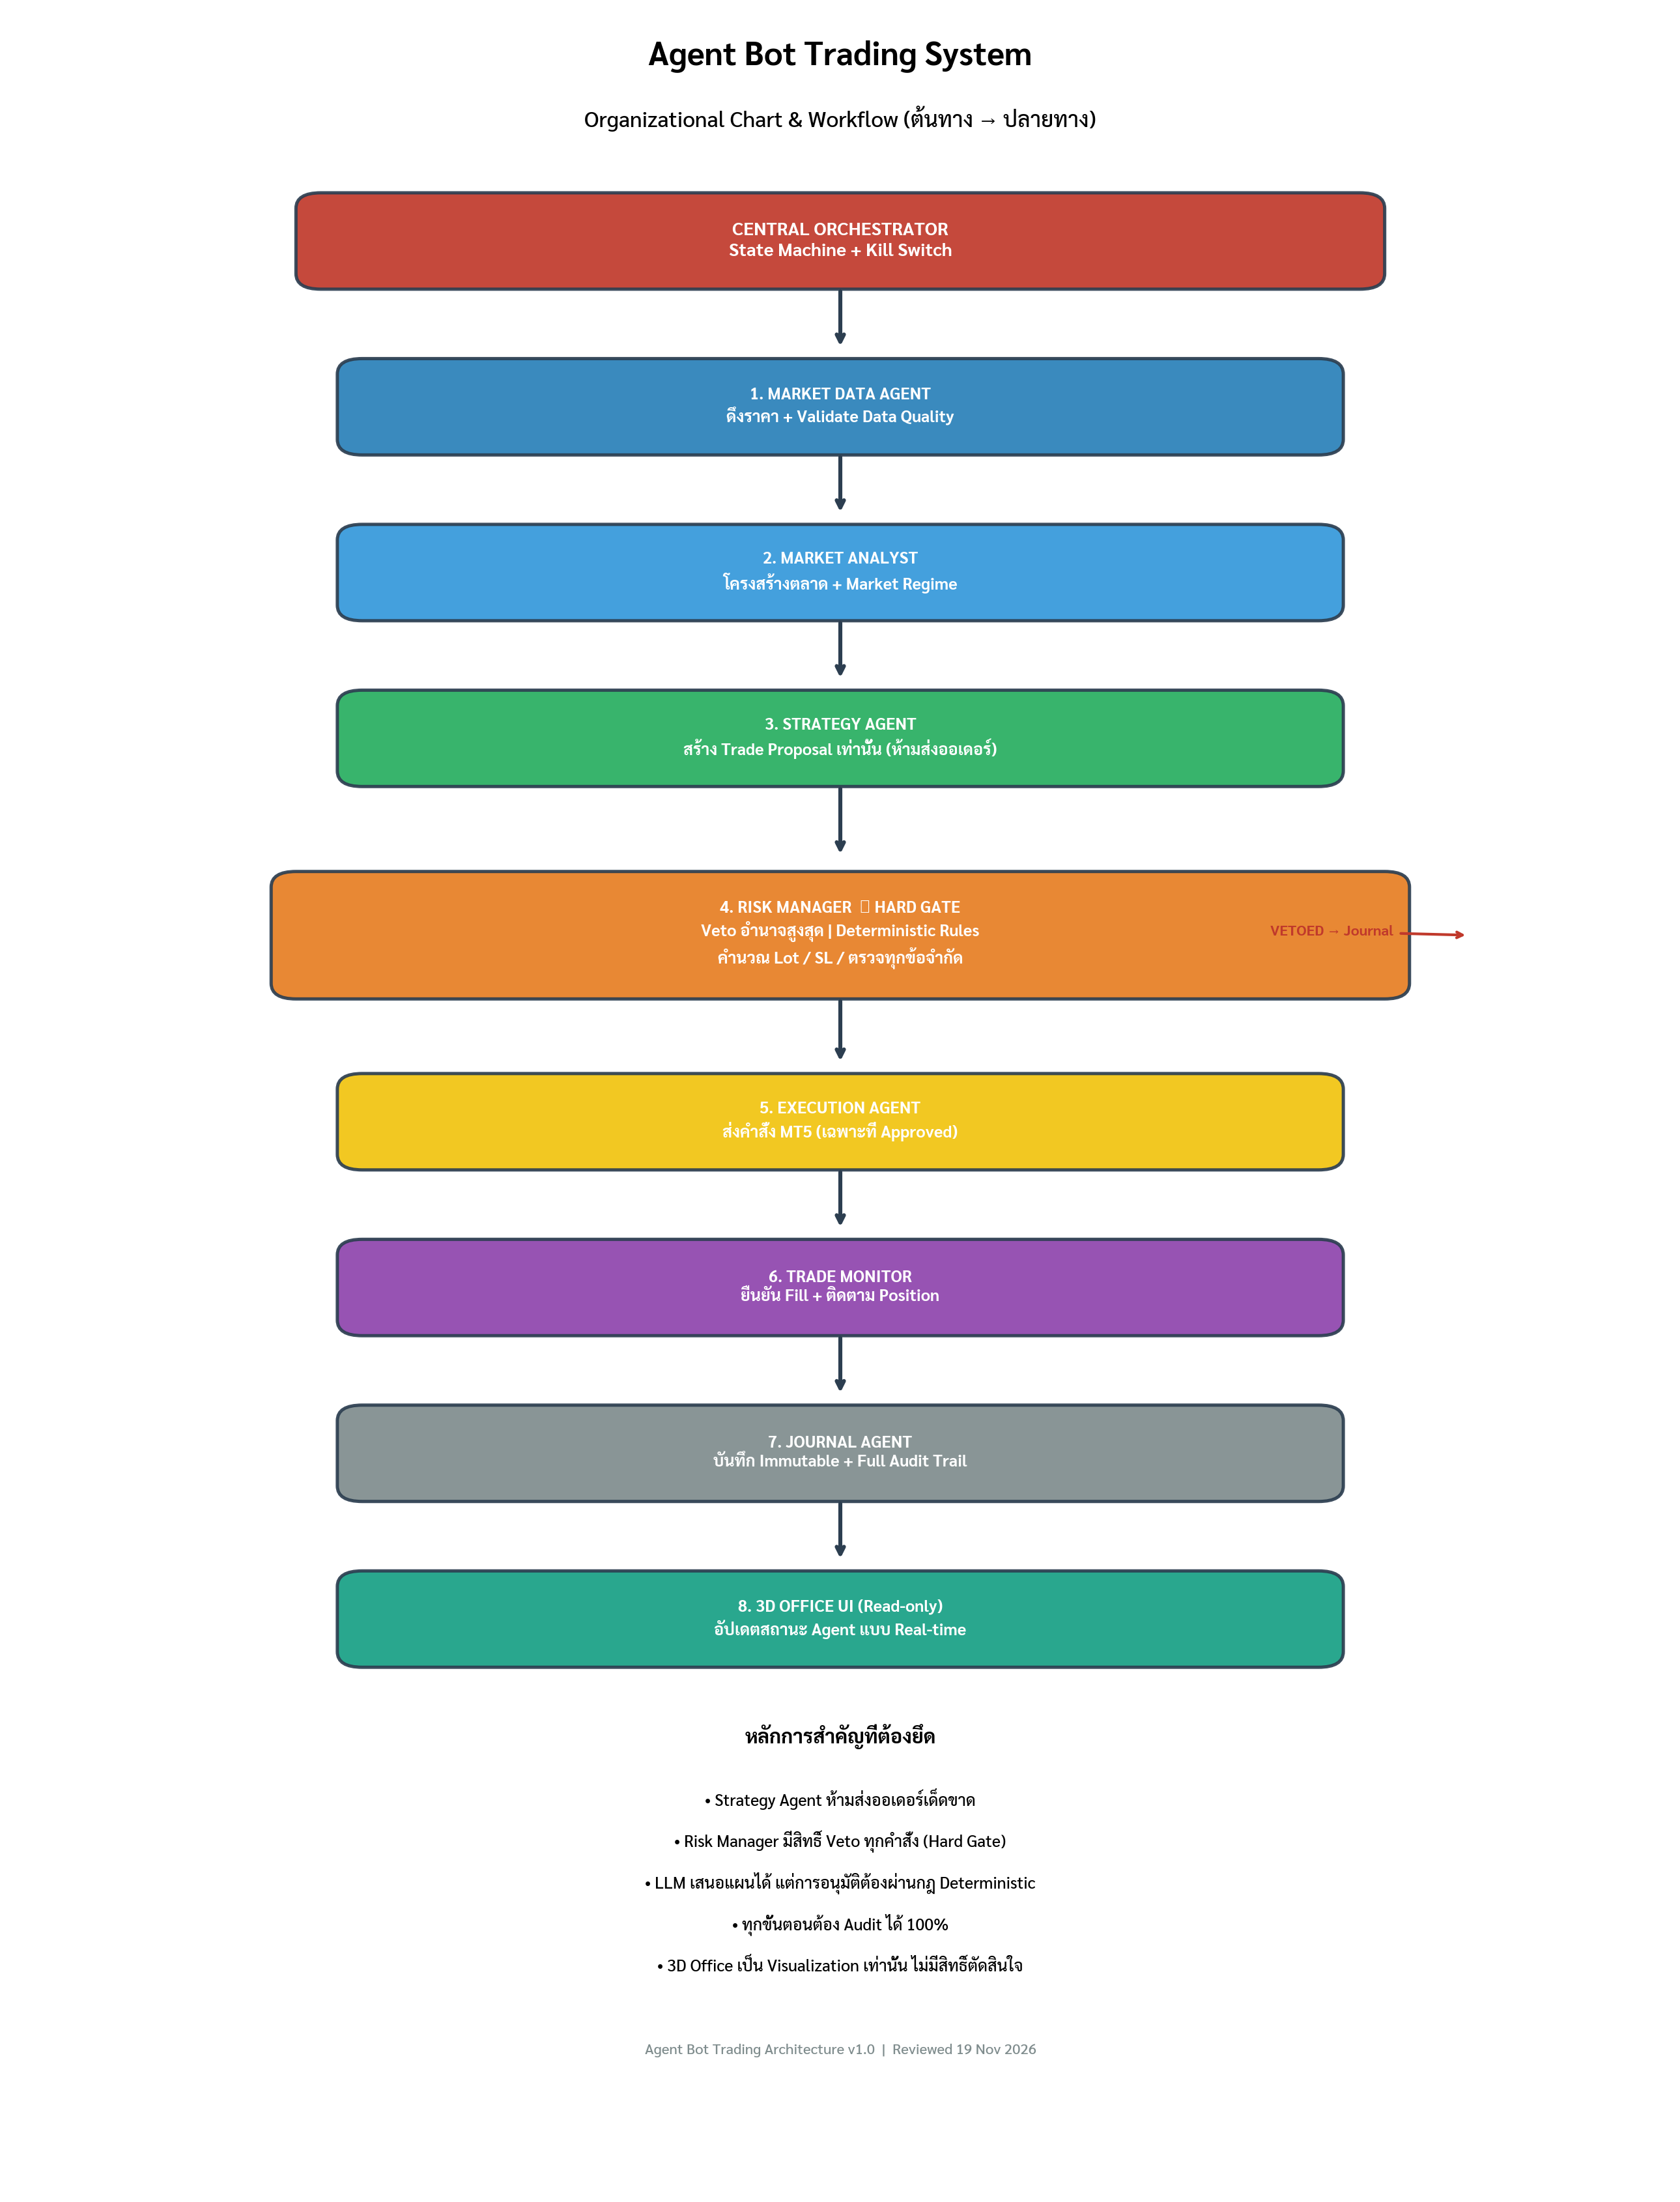 Agent Bot Trading System
Organizational Chart & Workflow (ต้นทาง → ปลายทาง)
CENTRAL ORCHESTRATOR
State Machine + Kill Switch
1. MARKET DATA AGENT
ดึงราคา + Validate Data Quality
2. MARKET ANALYST
โครงสร้างตลาด + Market Regime
3. STRATEGY AGENT
สร้าง Trade Proposal เท่านั้น (ห้ามส่งออเดอร์)
4. RISK MANAGER □ HARD GATE
Veto อำนาจสูงสุด | Deterministic Rules
คำนวณ Lot / SL / ตรวจทุกข้อจำกัด
VETOED → Journal
5. EXECUTION AGENT
ส่งคำสั่ง MT5 (เฉพาะที่ Approved)
6. TRADE MONITOR
ยืนยัน Fill + ติดตาม Position
7. JOURNAL AGENT
บันทึก Immutable + Full Audit Trail
8. 3D OFFICE UI (Read-only)
อัปเดตสถานะ Agent แบบ Real-time
หลักการสำคัญที่ต้องยึด
• Strategy Agent ห้ามส่งออเดอร์เด็ดขาด
• Risk Manager มีสิทธิ์ Veto ทุกคำสั่ง (Hard Gate)
• LLM เสนอแผนได้ แต่การอนุมัติต้องผ่านกฎ Deterministic
• ทุกขั้นตอนต้อง Audit ได้ 100%
• 3D Office เป็น Visualization เท่านั้น ไม่มีสิทธิ์ตัดสินใจ
Agent Bot Trading Architecture v1.0 | Reviewed 19 Nov 2026